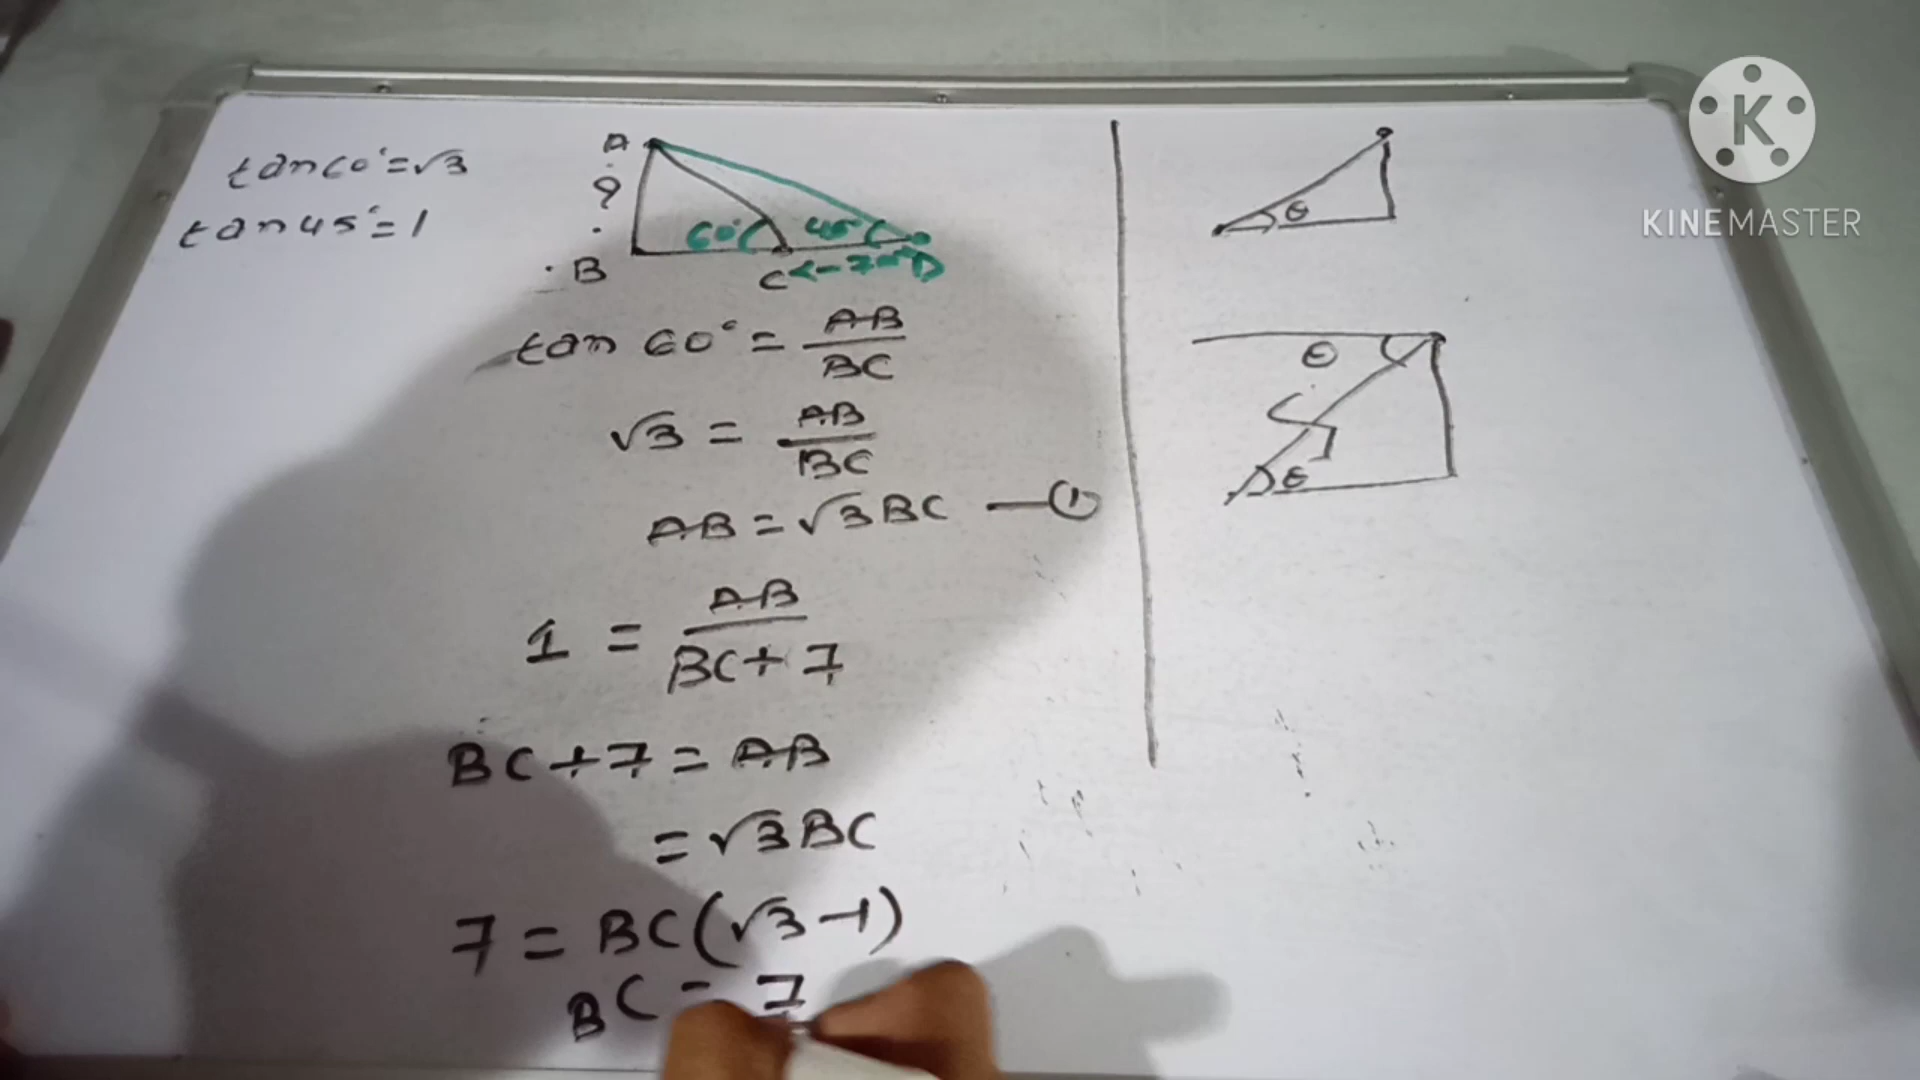 tan60°=√3
tan45°=1
A
?
60° 45°
B C ←7m→ D
tan 60° = AB/BC
√3 = AB/BC
AB = √3BC —①
1 = AB/BC+7
BC+7=AB
=√3BC
7=BC(√3-1)
BC= 7
θ
θ
θ
K
KINEMASTER